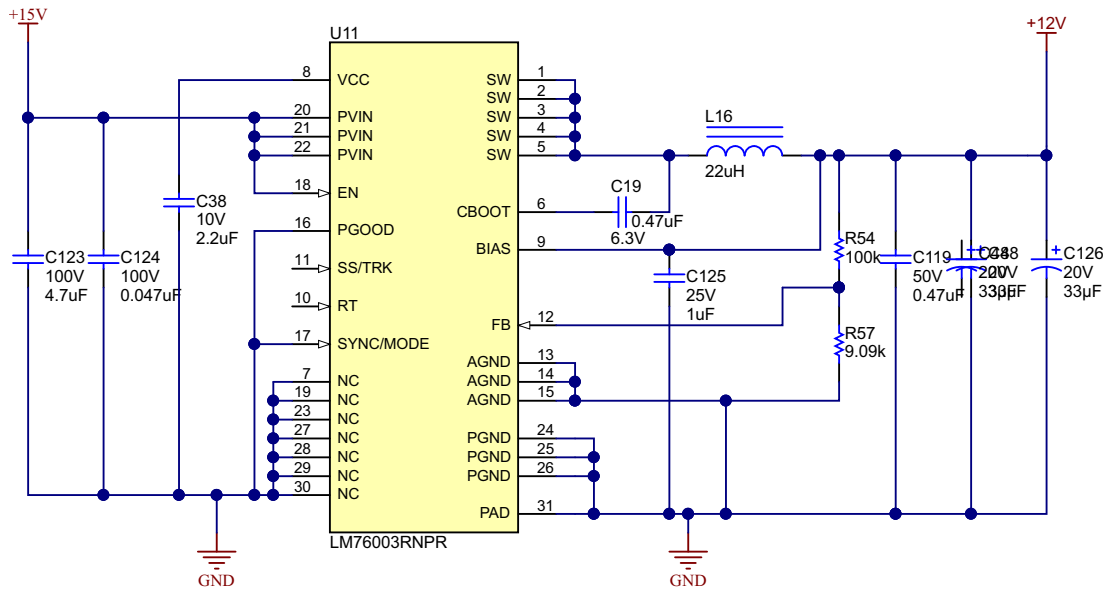 +15V
+12V
U11
8 VCC
20 PVIN
21 PVIN
22 PVIN
18 EN
16 PGOOD
11 SS/TRK
10 RT
17 SYNC/MODE
7 NC
19 NC
23 NC
27 NC
28 NC
29 NC
30 NC
SW 1
SW 2
SW 3
SW 4
SW 5
CBOOT 6
BIAS 9
FB 12
AGND 13
AGND 14
AGND 15
PGND 24
PGND 25
PGND 26
PAD 31
LM76003RNPR
C123
100V
4.7uF
C124
100V
0.047uF
C38
10V
2.2uF
GND
L16
22uH
C19
0.47uF
6.3V
C125
25V
1uF
R54
100k
R57
9.09k
C119
50V
0.47uF
C126
20V
33µF
GND